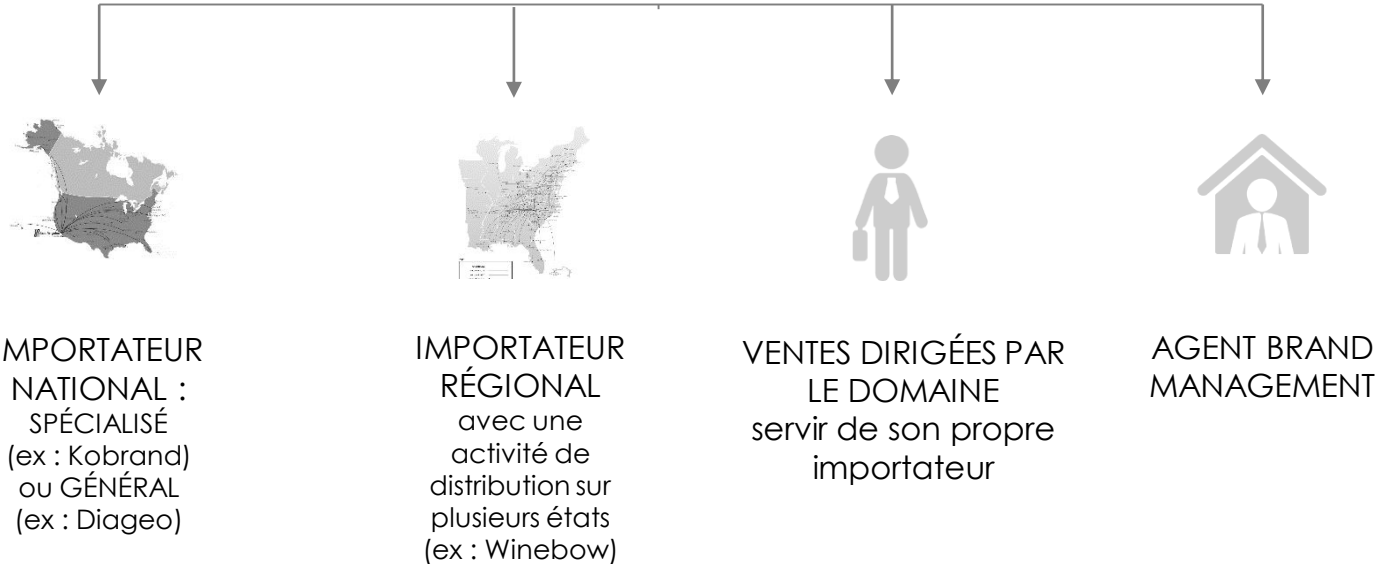 MPORTATEUR
NATIONAL :
SPÉCIALISÉ
(ex : Kobrand)
ou GÉNÉRAL
(ex : Diageo)
IMPORTATEUR
RÉGIONAL
avec une
activité de
distribution sur
plusieurs états
(ex : Winebow)
VENTES DIRIGÉES PAR
LE DOMAINE
servir de son propre
importateur
AGENT BRAND
MANAGEMENT